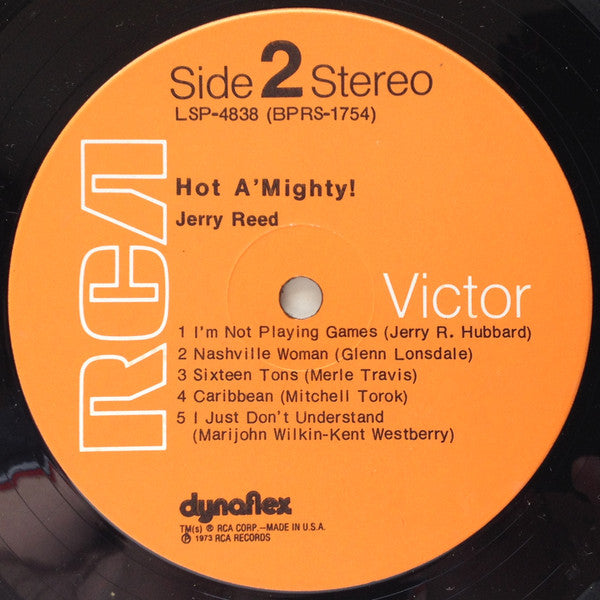 Side 2 Stereo
LSP-4838 (BPRS-1754)
RCA
Hot A'Mighty!
Jerry Reed
Victor
1 I'm Not Playing Games (Jerry R. Hubbard)
2 Nashville Woman (Glenn Lonsdale)
3 Sixteen Tons (Merle Travis)
4 Caribbean (Mitchell Torok)
5 I Just Don't Understand
(Marijohn Wilkin-Kent Westberry)
dynaflex
TM(s) ® RCA CORP.--MADE IN U.S.A.
℗ 1973 RCA RECORDS